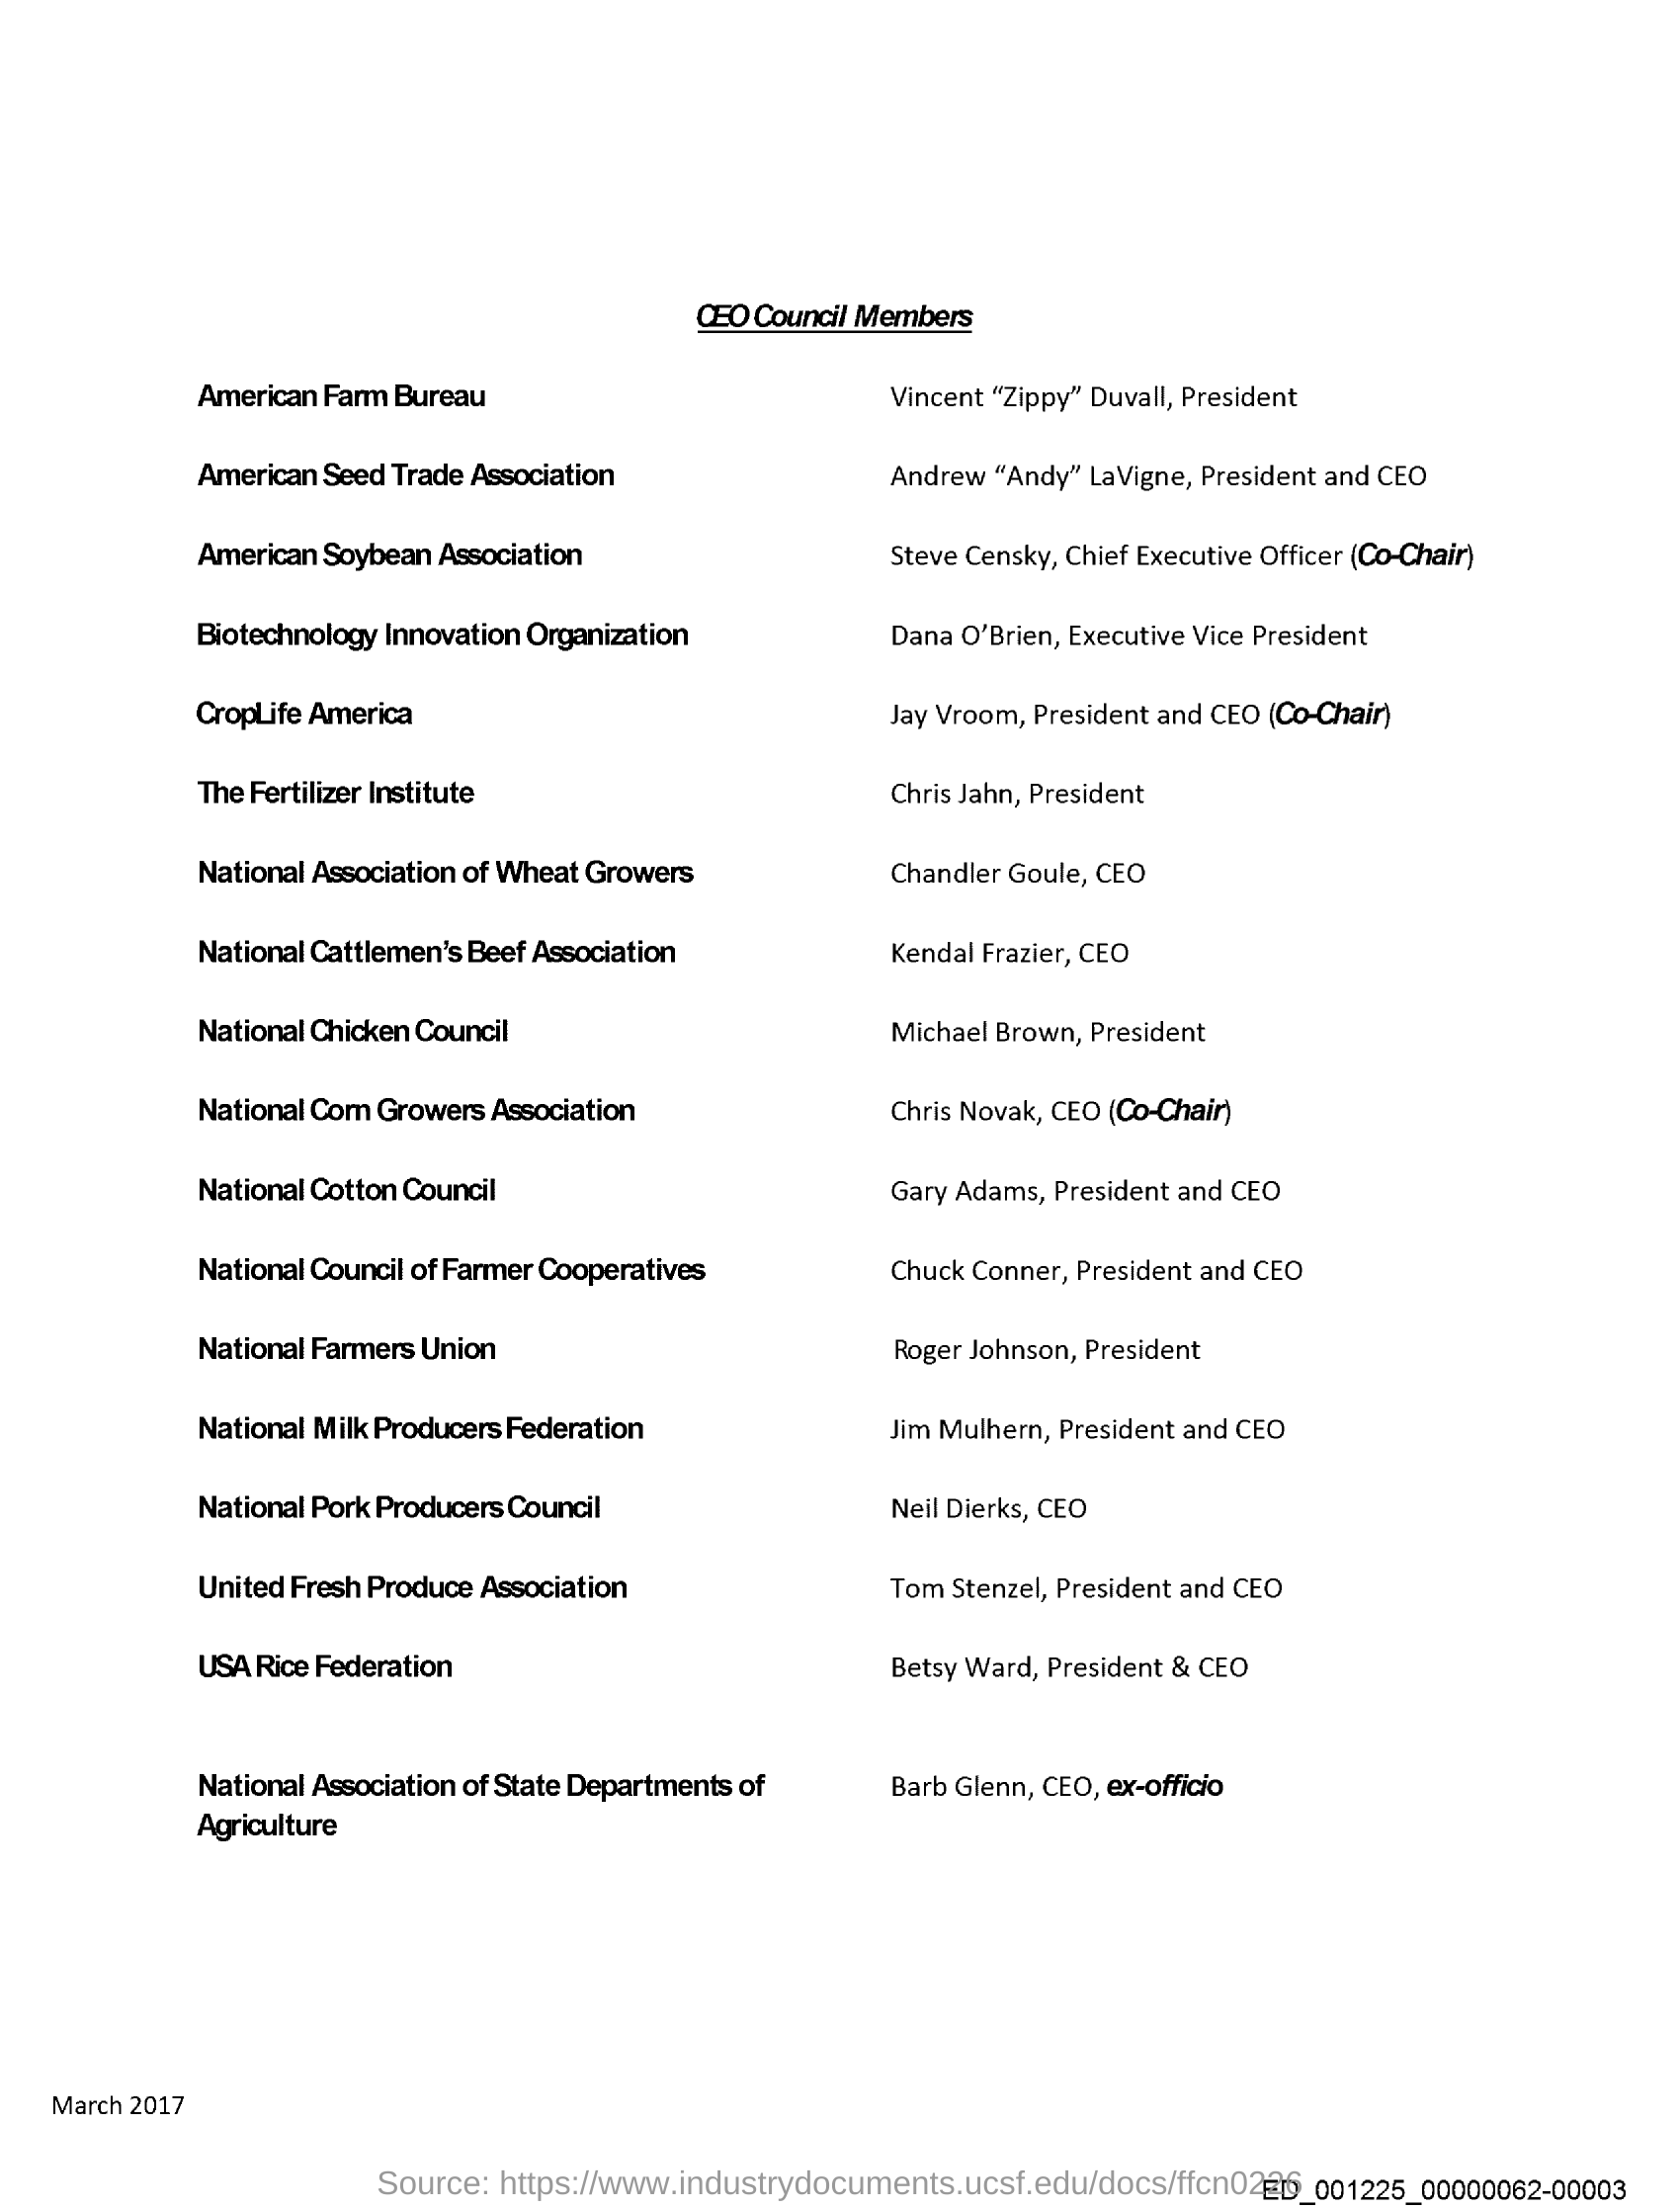 CEO Council Members
American Farm Bureau Vincent “Zippy” Duvall, President
American Seed Trade Association Andrew “Andy” LaVigne, President and CEO
American Soybean Association Steve Censky, Chief Executive Officer (Co-Chair)
Biotechnology Innovation Organization Dana O’Brien, Executive Vice President
CropLife America Jay Vroom, President and CEO (Co-Chair)
The Fertilizer Institute Chris Jahn, President
National Association of Wheat Growers Chandler Goule, CEO
National Cattlemen’s Beef Association Kendal Frazier, CEO
National Chicken Council Michael Brown, President
National Corn Growers Association Chris Novak, CEO (Co-Chair)
National Cotton Council Gary Adams, President and CEO
National Council of Farmer Cooperatives Chuck Conner, President and CEO
National Farmers Union Roger Johnson, President
National Milk Producers Federation Jim Mulhern, President and CEO
National Pork Producers Council Neil Dierks, CEO
United Fresh Produce Association Tom Stenzel, President and CEO
USA Rice Federation Betsy Ward, President & CEO
National Association of State Departments of Barb Glenn, CEO, ex-officio
Agriculture
March 2017
Source: https://www.industrydocuments.ucsf.edu/docs/ffcn0226
ED_001225_00000062-00003